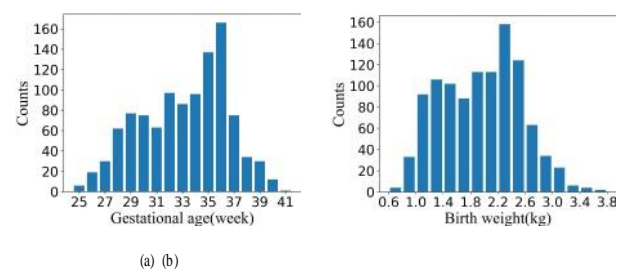 160
140
120
100
80
60
40
20
0
Counts
25 27 29 31 33 35 37 39 41
Gestational age(week)
160
140
120
100
80
60
40
20
0
Counts
0.6 1.0 1.4 1.8 2.2 2.6 3.0 3.4 3.8
Birth weight(kg)
(a) (b)